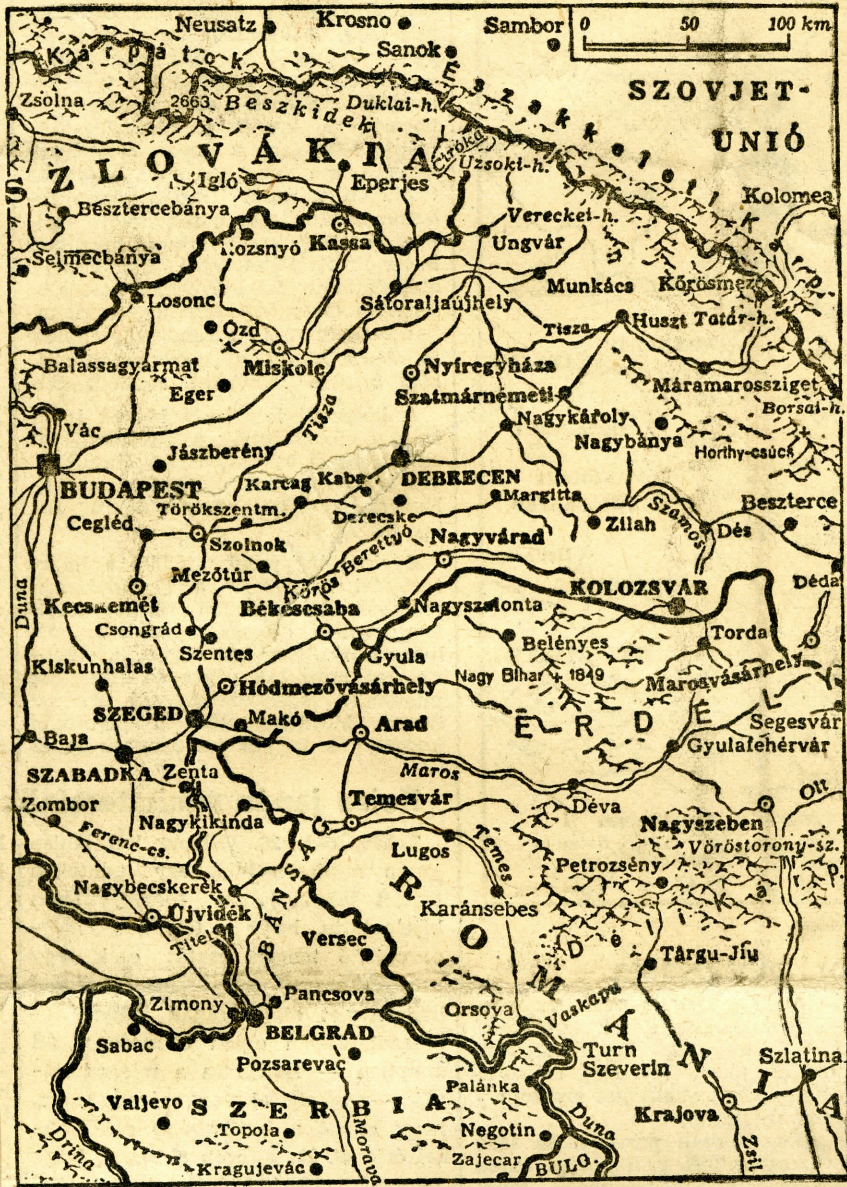 Neusatz
Krosno
Sambor
0 50 100 km
Sanok
Kárpátok
SZOVJET-
UNIÓ
Zsolna
2663
Beszkidek
Duklai-h.
Északkeleti K
Ciróka
SZLOVÁKIA
Uzsoki-h.
Igló
Eperjes
Kolomea
Besztercebánya
Vereckei-h.
Rozsnyó
Kassa
Ungvár
Selmecbánya
Munkács
Kőrösmező
Losonc
Sátoraljaújhely
Ózd
Tisza
Huszt
Tatár-h.
Balassagyarmat
Miskolc
Nyíregyháza
Máramarossziget
Eger
Szatmárnémeti
Borsai-h.
Vác
Tisza
Nagykároly
Nagybánya
Horthy-csúcs
Jászberény
BUDAPEST
Karcag
Kaba
DEBRECEN
Margitta
Törökszentm.
Derecske
Szamos
Beszterce
Cegléd
Szolnok
Zilah
Dés
Berettyó
Nagyvárad
Mezőtúr
Körös
KOLOZSVÁR
Déda
Duna
Kecskemét
Békéscsaba
Nagyszalonta
Csongrád
Belényes
Torda
Szentes
Gyula
Kiskunhalas
Nagy Bihar + 1849
Marosvásárhely
Hódmezővásárhely
SZEGED
Makó
ERDÉLY
Segesvár
Baja
Arad
Gyulafehérvár
SZABADKA
Zenta
Maros
Déva
Olt
Zombor
Temesvár
Nagykikinda
Nagyszeben
Ferenc-cs.
Lugos
Temes
Vöröstorony-sz.
BÁNSÁG
Petrozsény
Nagybecskerek
Karánsebes
Újvidék
Titel
Versec
Déli Kárp.
Târgu-Jiu
ROMÁNIA
Zimony
Pancsova
Orsova
Vaskapu
BELGRÁD
Sabac
Turn
Severin
Szlatina
Pozsarevac
Palánka
Valjevo
SZERBIA
Krajova
Topola
Negotin
Duna
Drina
Morava
Zsil
Kragujevác
Zajecar
BULG.